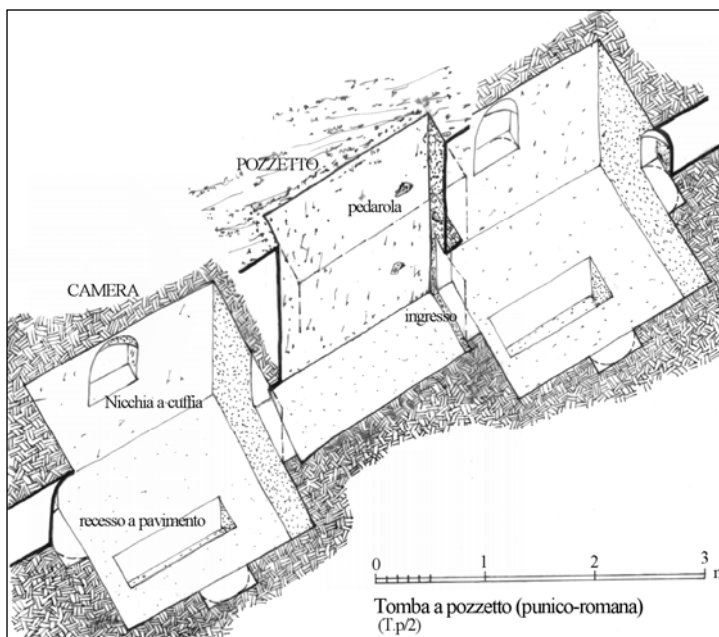 POZZETTO
pedarola
CAMERA
ingresso
Nicchia a cuffia
recesso a pavimento
0 1 2 3
m
Tomba a pozzetto (punico-romana)
(T.p/2)